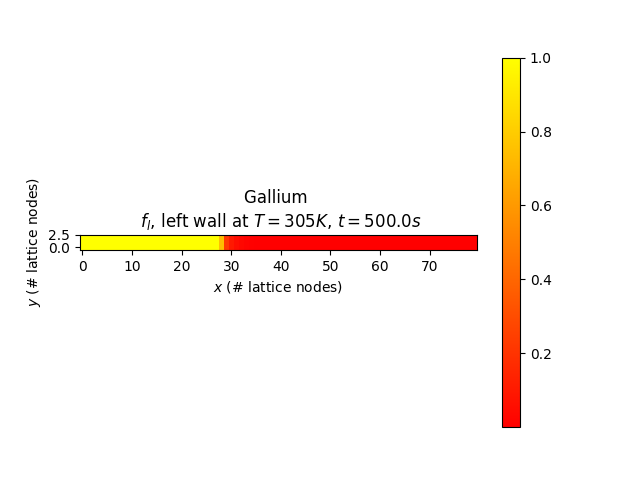 Gallium
f_l, left wall at T = 305K, t = 500.0s
2.5
0.0
y (# lattice nodes)
0 10 20 30 40 50 60 70
x (# lattice nodes)
1.0
0.8
0.6
0.4
0.2